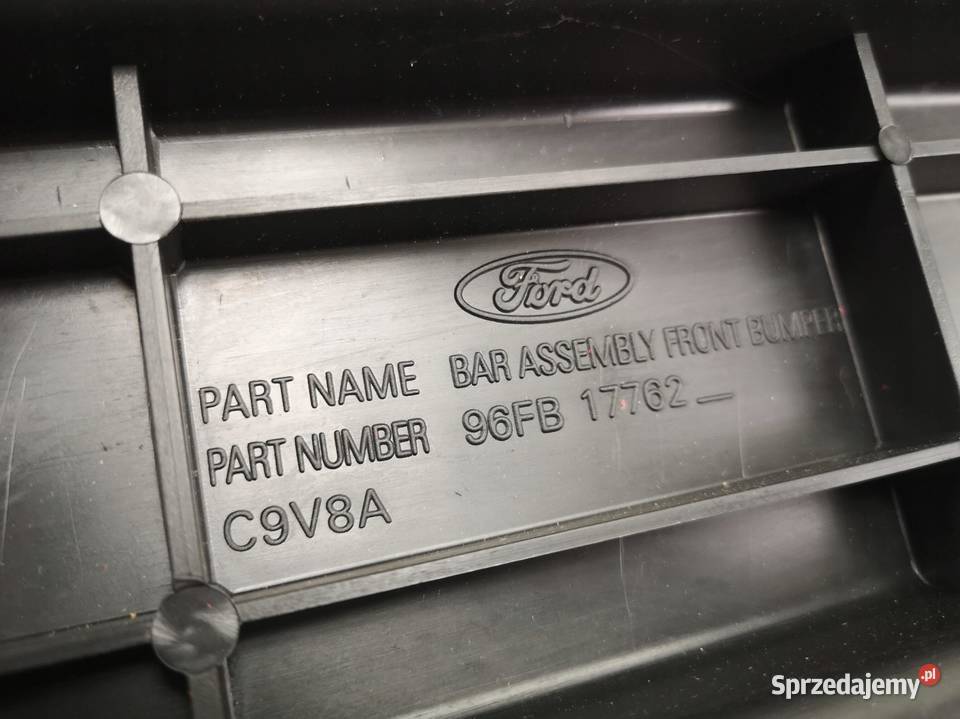 Ford
PART NAME BAR ASSEMBLY FRONT BUMPER
PART NUMBER 96FB 17762 —
C9V8A
Sprzedajemy.pl